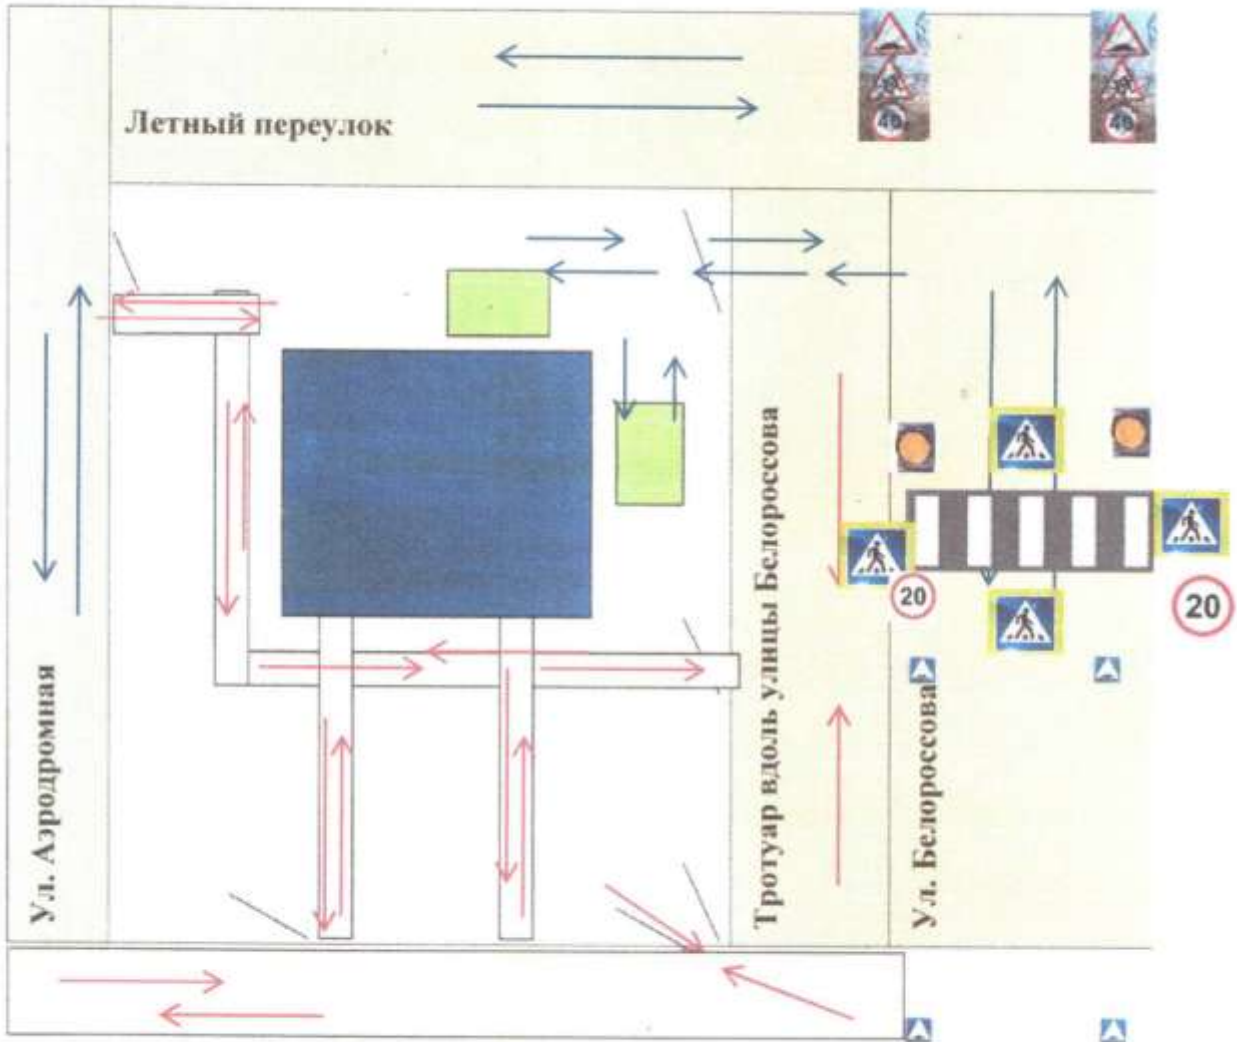 Летный переулок
40
40
Ул. Аэродромная
Тротуар вдоль улицы Белороссова
Ул. Белороссова
20
20